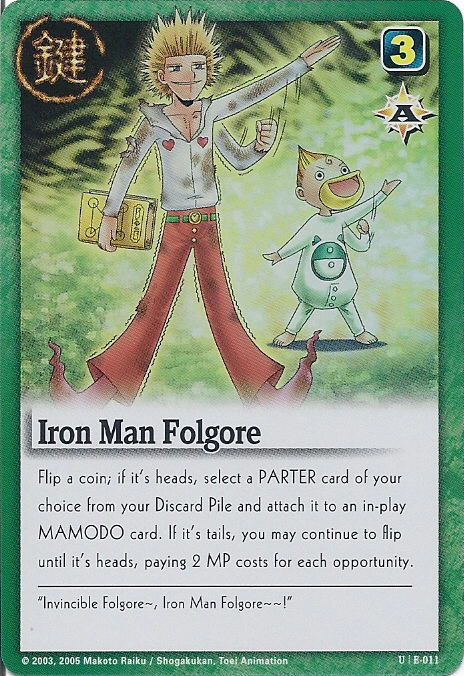 鍵
3
A
Iron Man Folgore
Flip a coin; if it's heads, select a PARTER card of your
choice from your Discard Pile and attach it to an in-play
MAMODO card. If it's tails, you may continue to flip
until it's heads, paying 2 MP costs for each opportunity.
"Invincible Folgore~, Iron Man Folgore~~!"
© 2003, 2005 Makoto Raiku / Shogakukan, Toei Animation
U | E-011